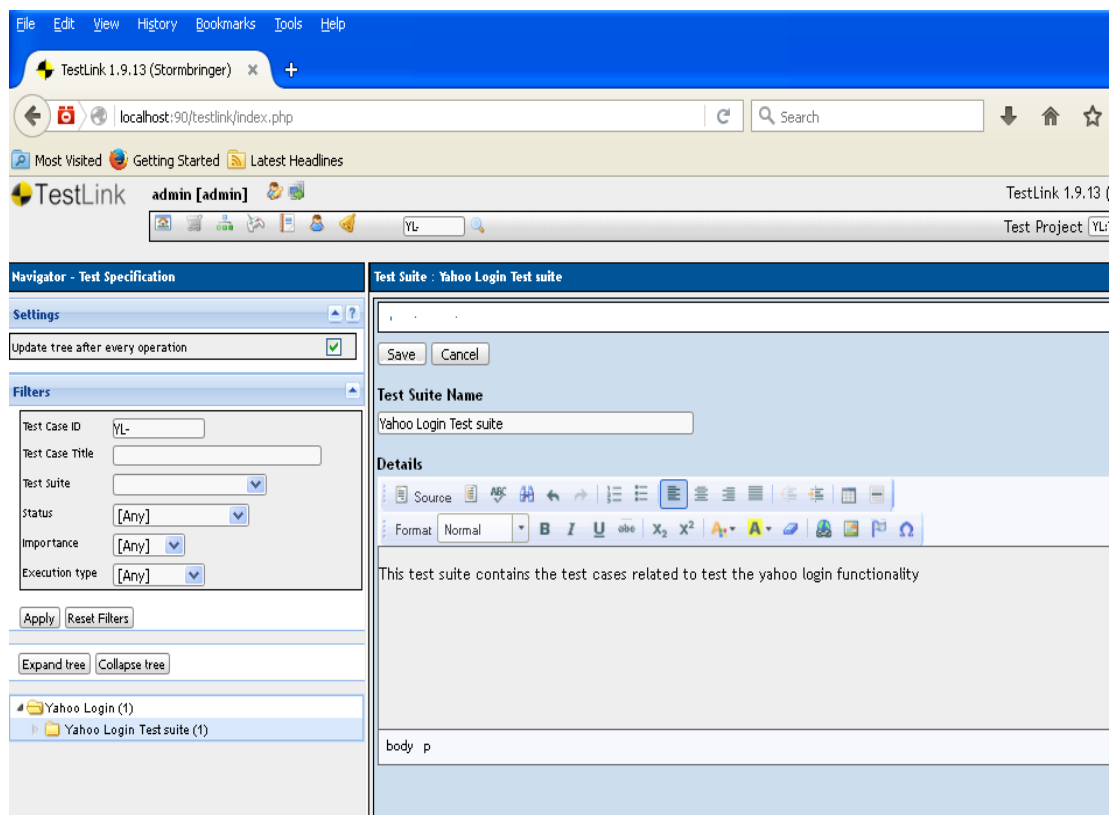 File Edit View History Bookmarks Tools Help
TestLink 1.9.13 (Stormbringer) × +
localhost:90/testlink/index.php Search
Most Visited Getting Started Latest Headlines
TestLink admin [admin] TestLink 1.9.13 (
YL- Test Project YL:
Navigator - Test Specification
Settings ?
Update tree after every operation
Filters
Test Case ID YL-
Test Case Title
Test Suite
Status [Any]
Importance [Any]
Execution type [Any]
Apply Reset Filters
Expand tree Collapse tree
Yahoo Login (1)
Yahoo Login Test suite (1)
Test Suite : Yahoo Login Test suite
Save Cancel
Test Suite Name
Yahoo Login Test suite
Details
Source ABC
Format Normal B I U abc X₂ X² A A Ω
This test suite contains the test cases related to test the yahoo login functionality
body p